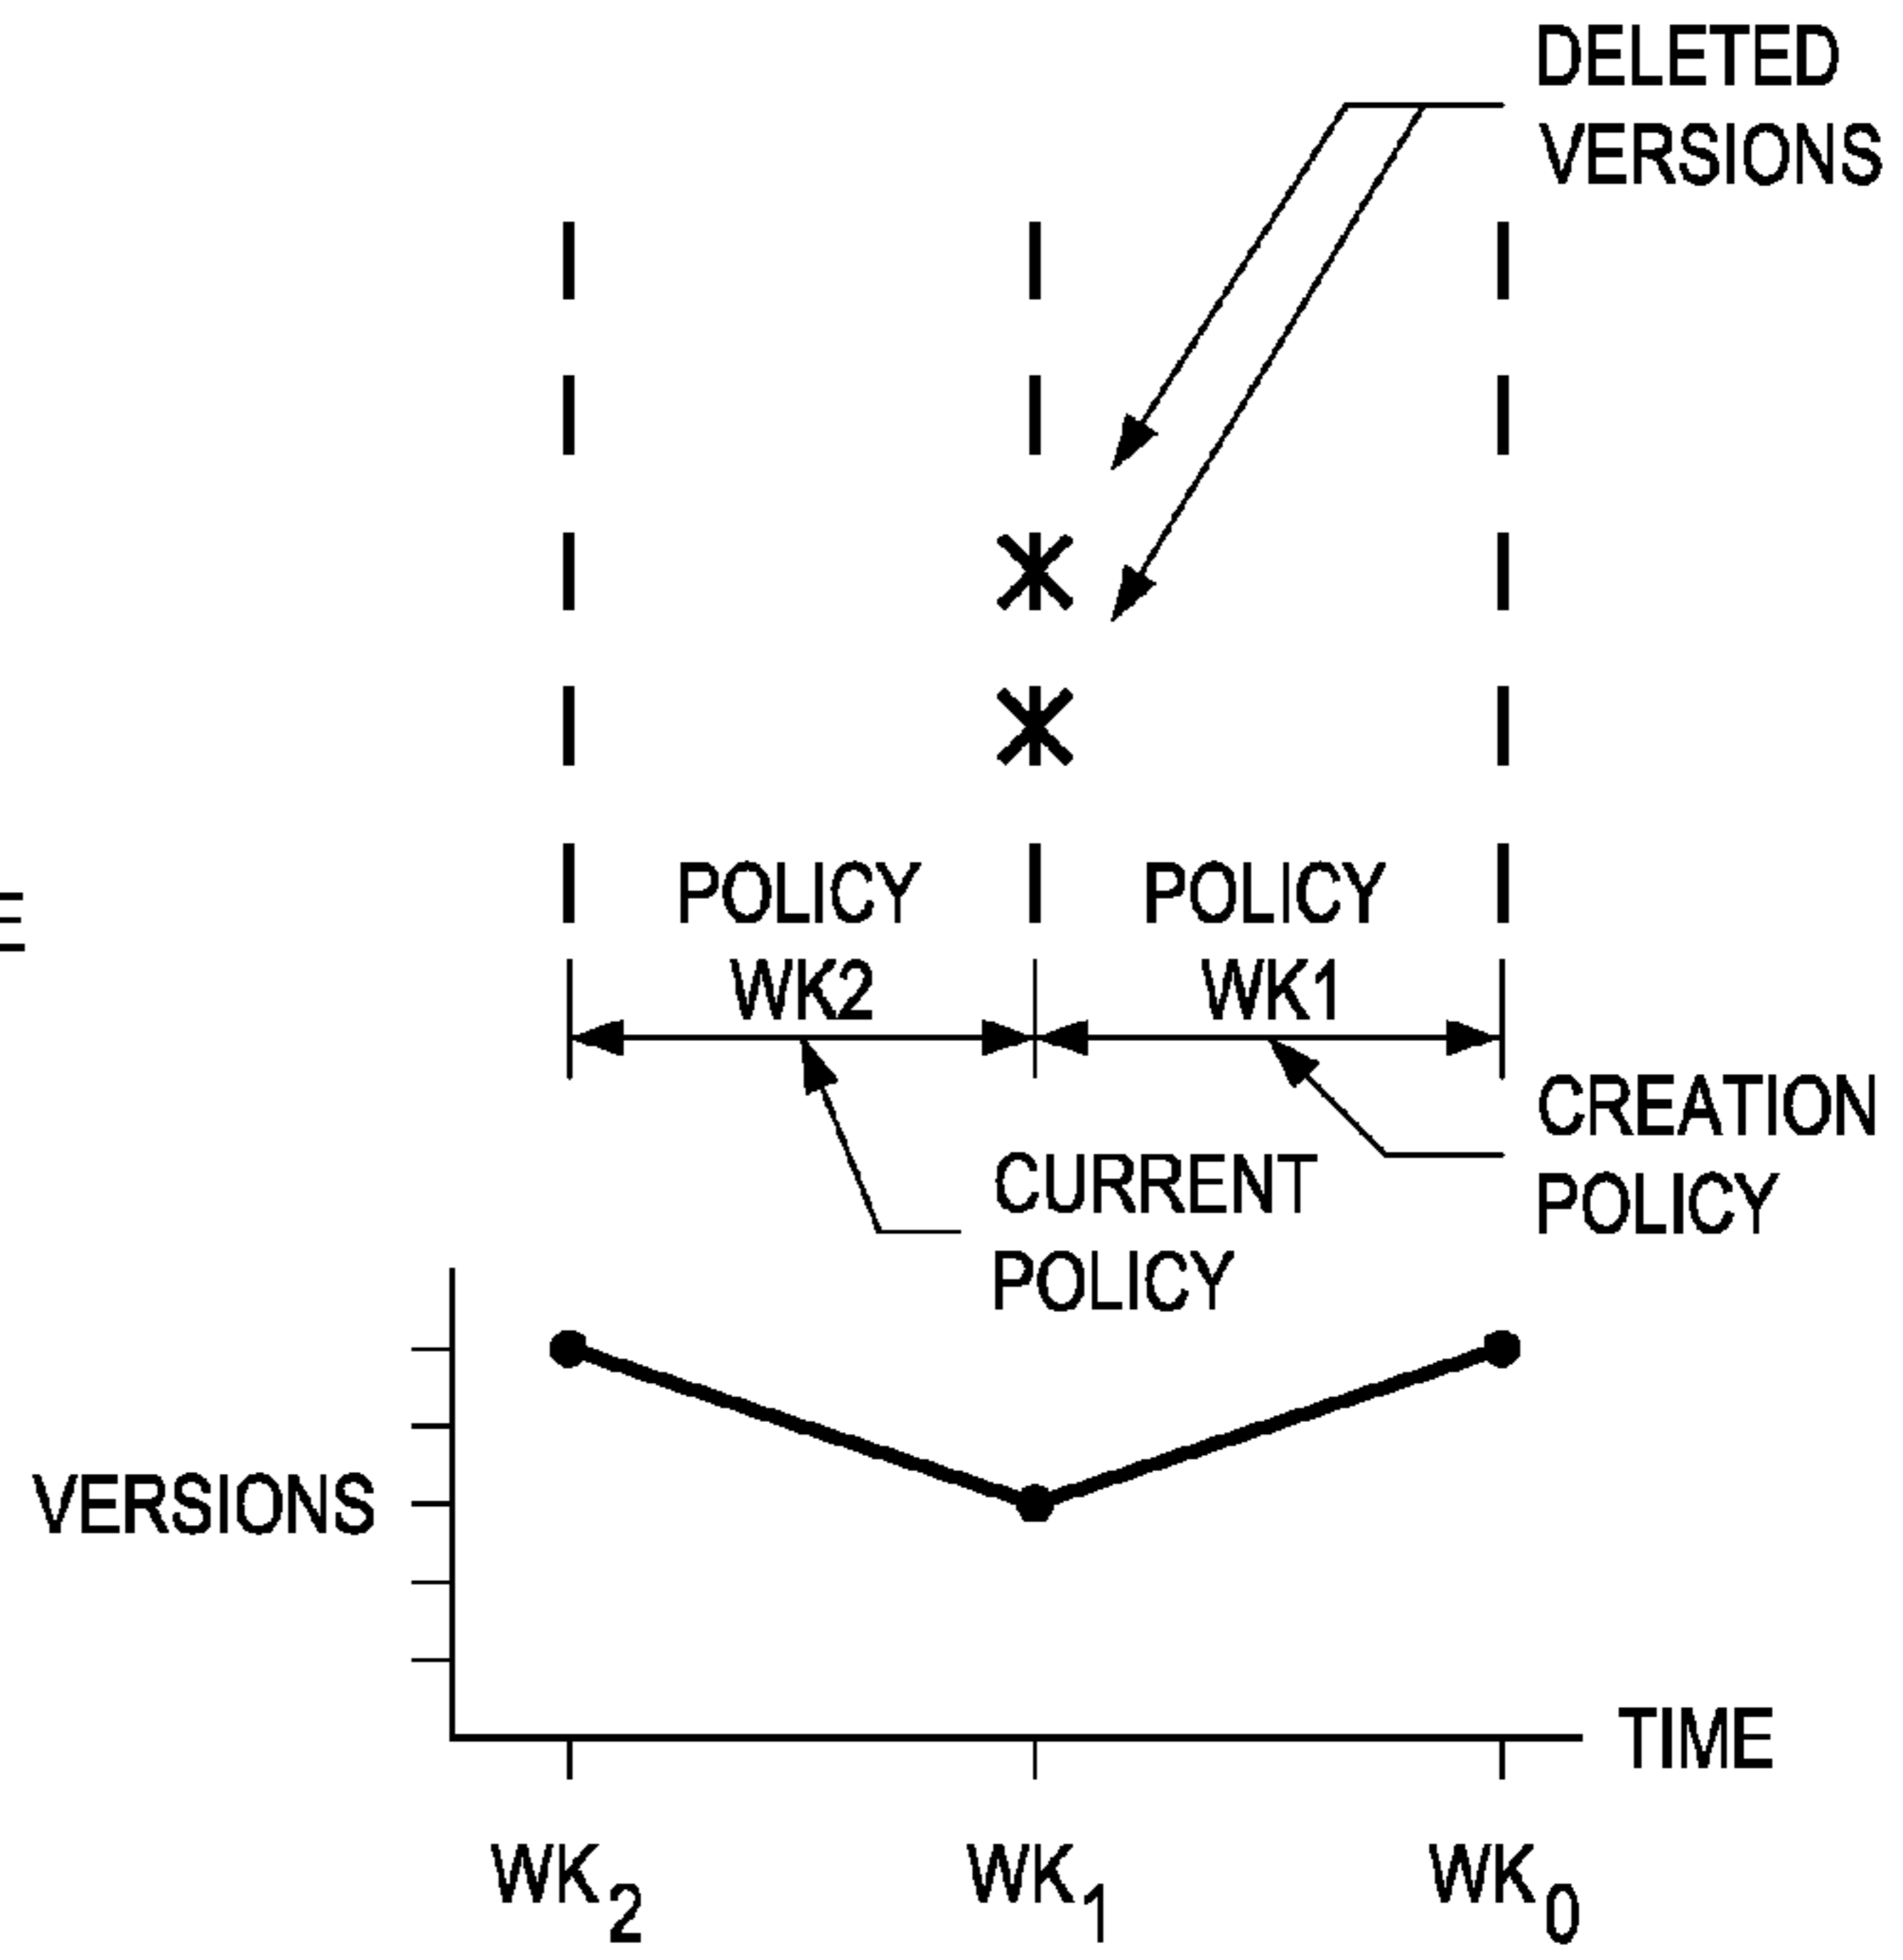 DELETED
VERSIONS
POLICY
WK2
POLICY
WK1
CREATION
POLICY
CURRENT
POLICY
VERSIONS
TIME
WK₂
WK₁
WK₀